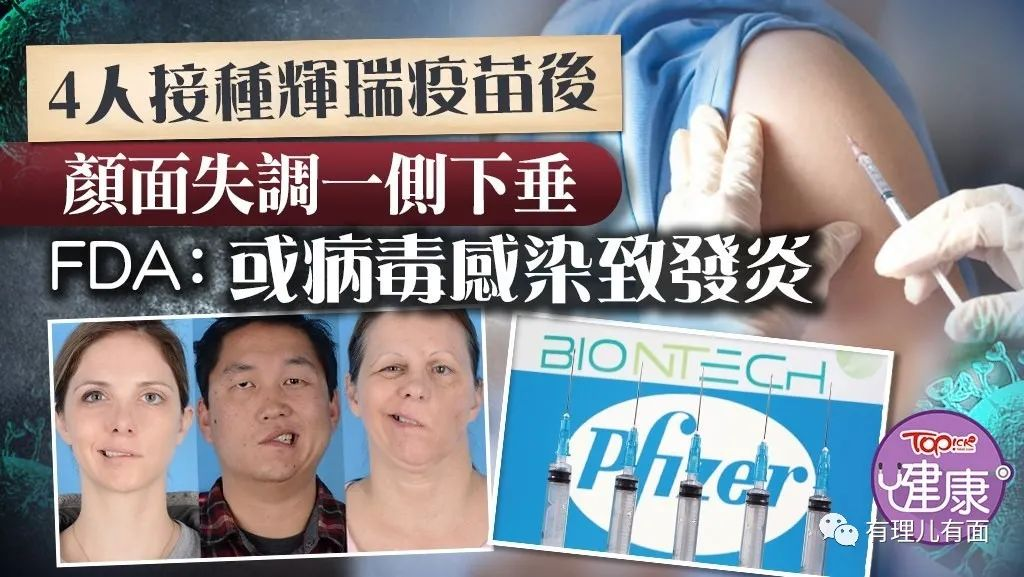 4人接種輝瑞疫苗後
顏面失調一側下垂
FDA：或病毒感染致發炎
BIONTECH
Pfizer
TOPick
健康
有理儿有面